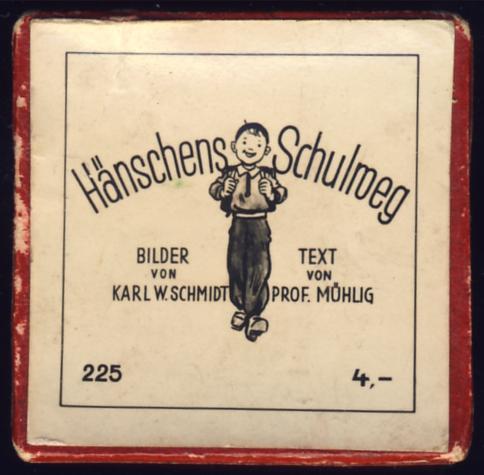 Hänschens Schulweg
BILDER
VON
KARL W. SCHMIDT
TEXT
VON
PROF. MÜHLIG
225
4,–